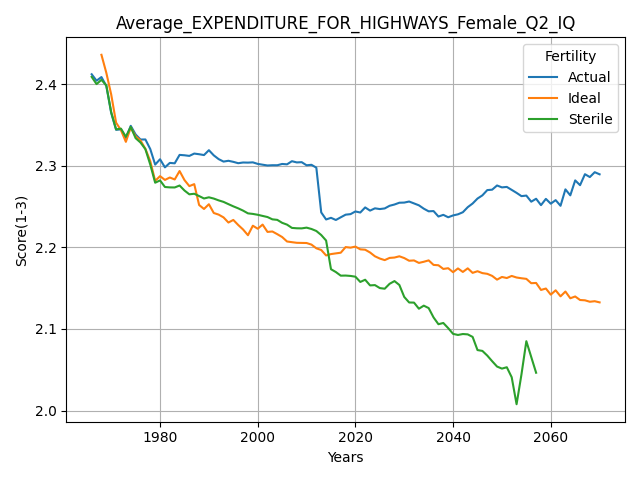 Average_EXPENDITURE_FOR_HIGHWAYS_Female_Q2_IQ
Fertility
Actual
Ideal
Sterile
Score(1-3)
2.4
2.3
2.2
2.1
2.0
1980
2000
2020
2040
2060
Years